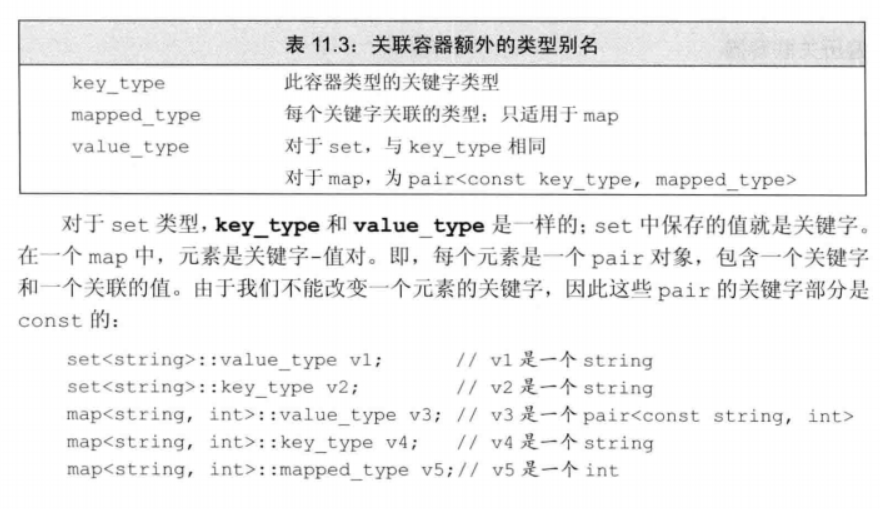 表 11.3：关联容器额外的类型别名
key_type 此容器类型的关键字类型
mapped_type 每个关键字关联的类型；只适用于 map
value_type 对于 set，与 key_type 相同
对于 map，为 pair<const key_type, mapped_type>
对于 set 类型，key_type 和 value_type 是一样的；set 中保存的值就是关键字。
在一个 map 中，元素是关键字-值对。即，每个元素是一个 pair 对象，包含一个关键字
和一个关联的值。由于我们不能改变一个元素的关键字，因此这些 pair 的关键字部分是
const 的：
set<string>::value_type v1; // v1 是一个 string
set<string>::key_type v2; // v2 是一个 string
map<string, int>::value_type v3; // v3 是一个 pair<const string, int>
map<string, int>::key_type v4; // v4 是一个 string
map<string, int>::mapped_type v5;// v5 是一个 int